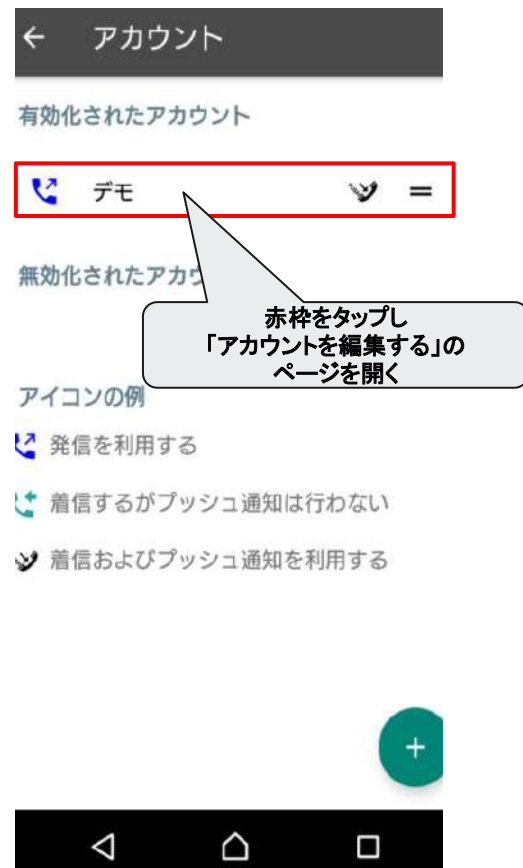 アカウント
有効化されたアカウント
デモ
無効化されたアカウ
赤枠をタップし
「アカウントを編集する」の
ページを開く
アイコンの例
発信を利用する
着信するがプッシュ通知は行わない
着信およびプッシュ通知を利用する